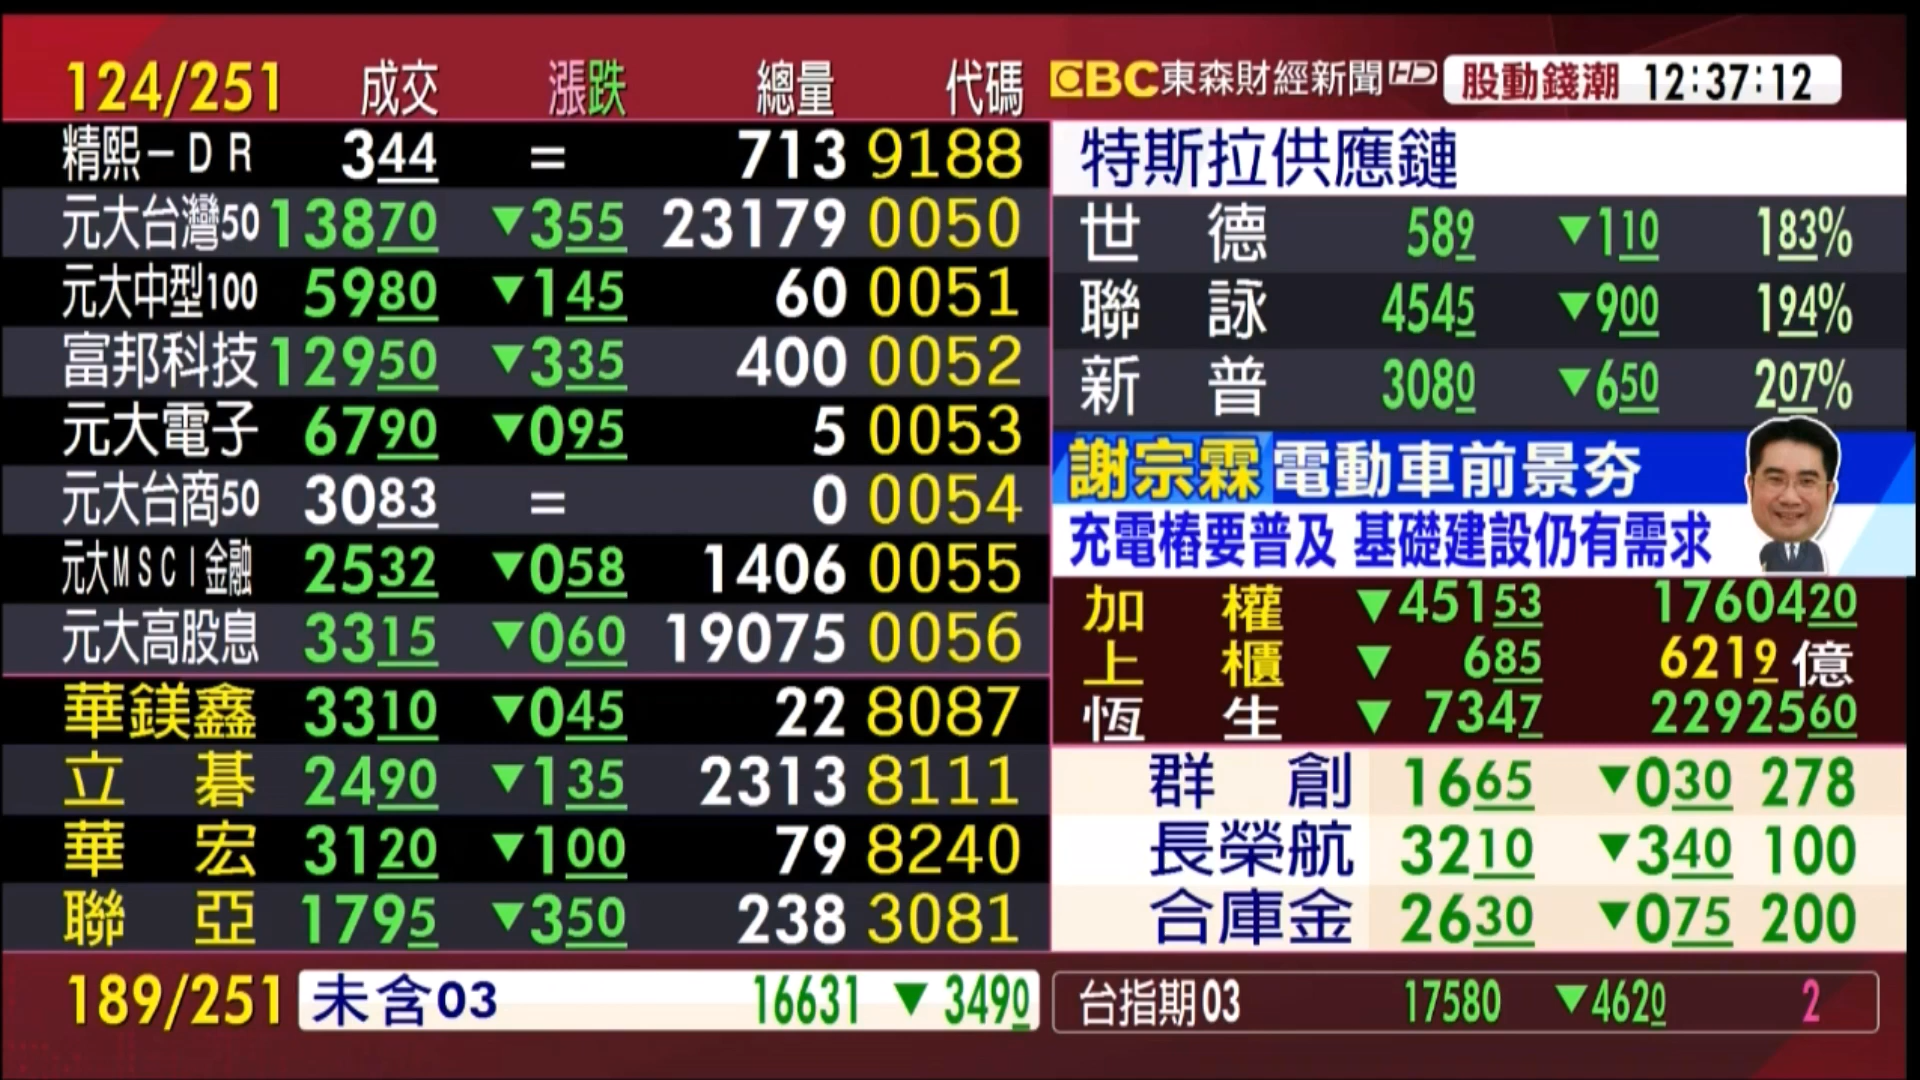 124/251 成交 漲跌 總量 代碼
精熙－DR 344 = 713 9188
元大台灣50 13870 ▼355 23179 0050
元大中型100 5980 ▼145 60 0051
富邦科技 12950 ▼335 400 0052
元大電子 6790 ▼095 5 0053
元大台商50 3083 = 0 0054
元大MSCI金融 2532 ▼058 1406 0055
元大高股息 3315 ▼060 19075 0056
華鎂鑫 3310 ▼045 22 8087
立碁 2490 ▼135 2313 8111
華宏 3120 ▼100 79 8240
聯亞 1795 ▼350 238 3081
189/251 未含03 16631 ▼3490
EBC東森財經新聞HD 股動錢潮 12:37:12
特斯拉供應鏈
世德 589 ▼110 183%
聯詠 4545 ▼900 194%
新普 3080 ▼650 207%
謝宗霖 電動車前景夯
充電樁要普及 基礎建設仍有需求
加權 ▼45153 1760420
上櫃 ▼685 6219億
恆生 ▼7347 2292560
群創 1665 ▼030 278
長榮航 3210 ▼340 100
合庫金 2630 ▼075 200
台指期03 17580 ▼4620 2